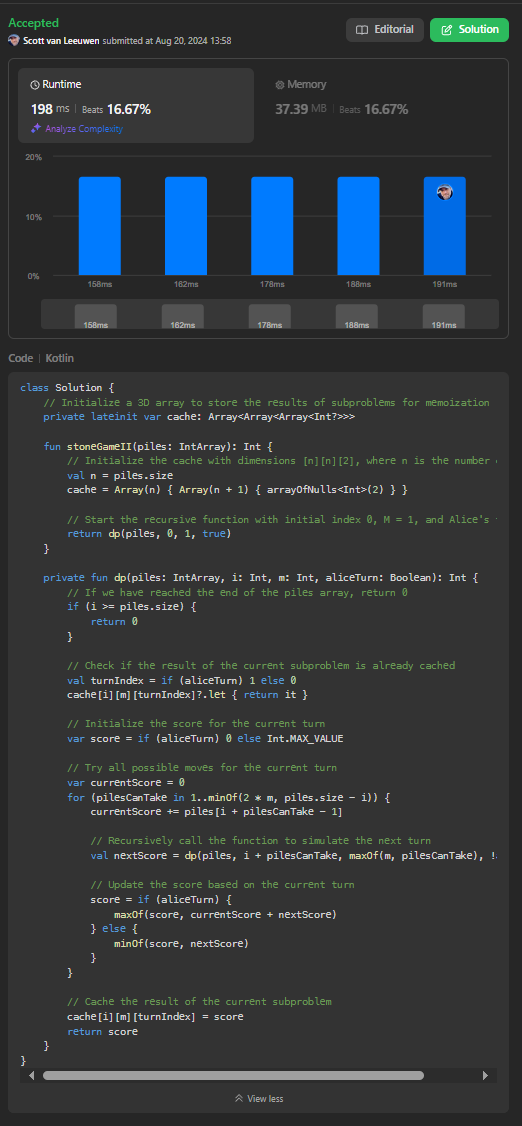 Accepted
Scott van Leeuwen submitted at Aug 20, 2024 13:58
Editorial
Solution
Runtime
198 ms | Beats 16.67%
Analyze Complexity
Memory
37.39 MB | Beats 16.67%
20%
10%
0%
158ms 162ms 178ms 188ms 191ms
158ms 162ms 178ms 188ms 191ms
Code | Kotlin
class Solution {
    // Initialize a 3D array to store the results of subproblems for memoization
    private lateinit var cache: Array<Array<Array<Int?>>>

    fun stoneGameII(piles: IntArray): Int {
        // Initialize the cache with dimensions [n][n][2], where n is the number
        val n = piles.size
        cache = Array(n) { Array(n + 1) { arrayOfNulls<Int>(2) } }

        // Start the recursive function with initial index 0, M = 1, and Alice's
        return dp(piles, 0, 1, true)
    }

    private fun dp(piles: IntArray, i: Int, m: Int, aliceTurn: Boolean): Int {
        // If we have reached the end of the piles array, return 0
        if (i >= piles.size) {
            return 0
        }

        // Check if the result of the current subproblem is already cached
        val turnIndex = if (aliceTurn) 1 else 0
        cache[i][m][turnIndex]?.let { return it }

        // Initialize the score for the current turn
        var score = if (aliceTurn) 0 else Int.MAX_VALUE

        // Try all possible moves for the current turn
        var currentScore = 0
        for (pilesCanTake in 1..minOf(2 * m, piles.size - i)) {
            currentScore += piles[i + pilesCanTake - 1]

            // Recursively call the function to simulate the next turn
            val nextScore = dp(piles, i + pilesCanTake, maxOf(m, pilesCanTake), !

            // Update the score based on the current turn
            score = if (aliceTurn) {
                maxOf(score, currentScore + nextScore)
            } else {
                minOf(score, nextScore)
            }
        }

        // Cache the result of the current subproblem
        cache[i][m][turnIndex] = score
        return score
    }
}
View less